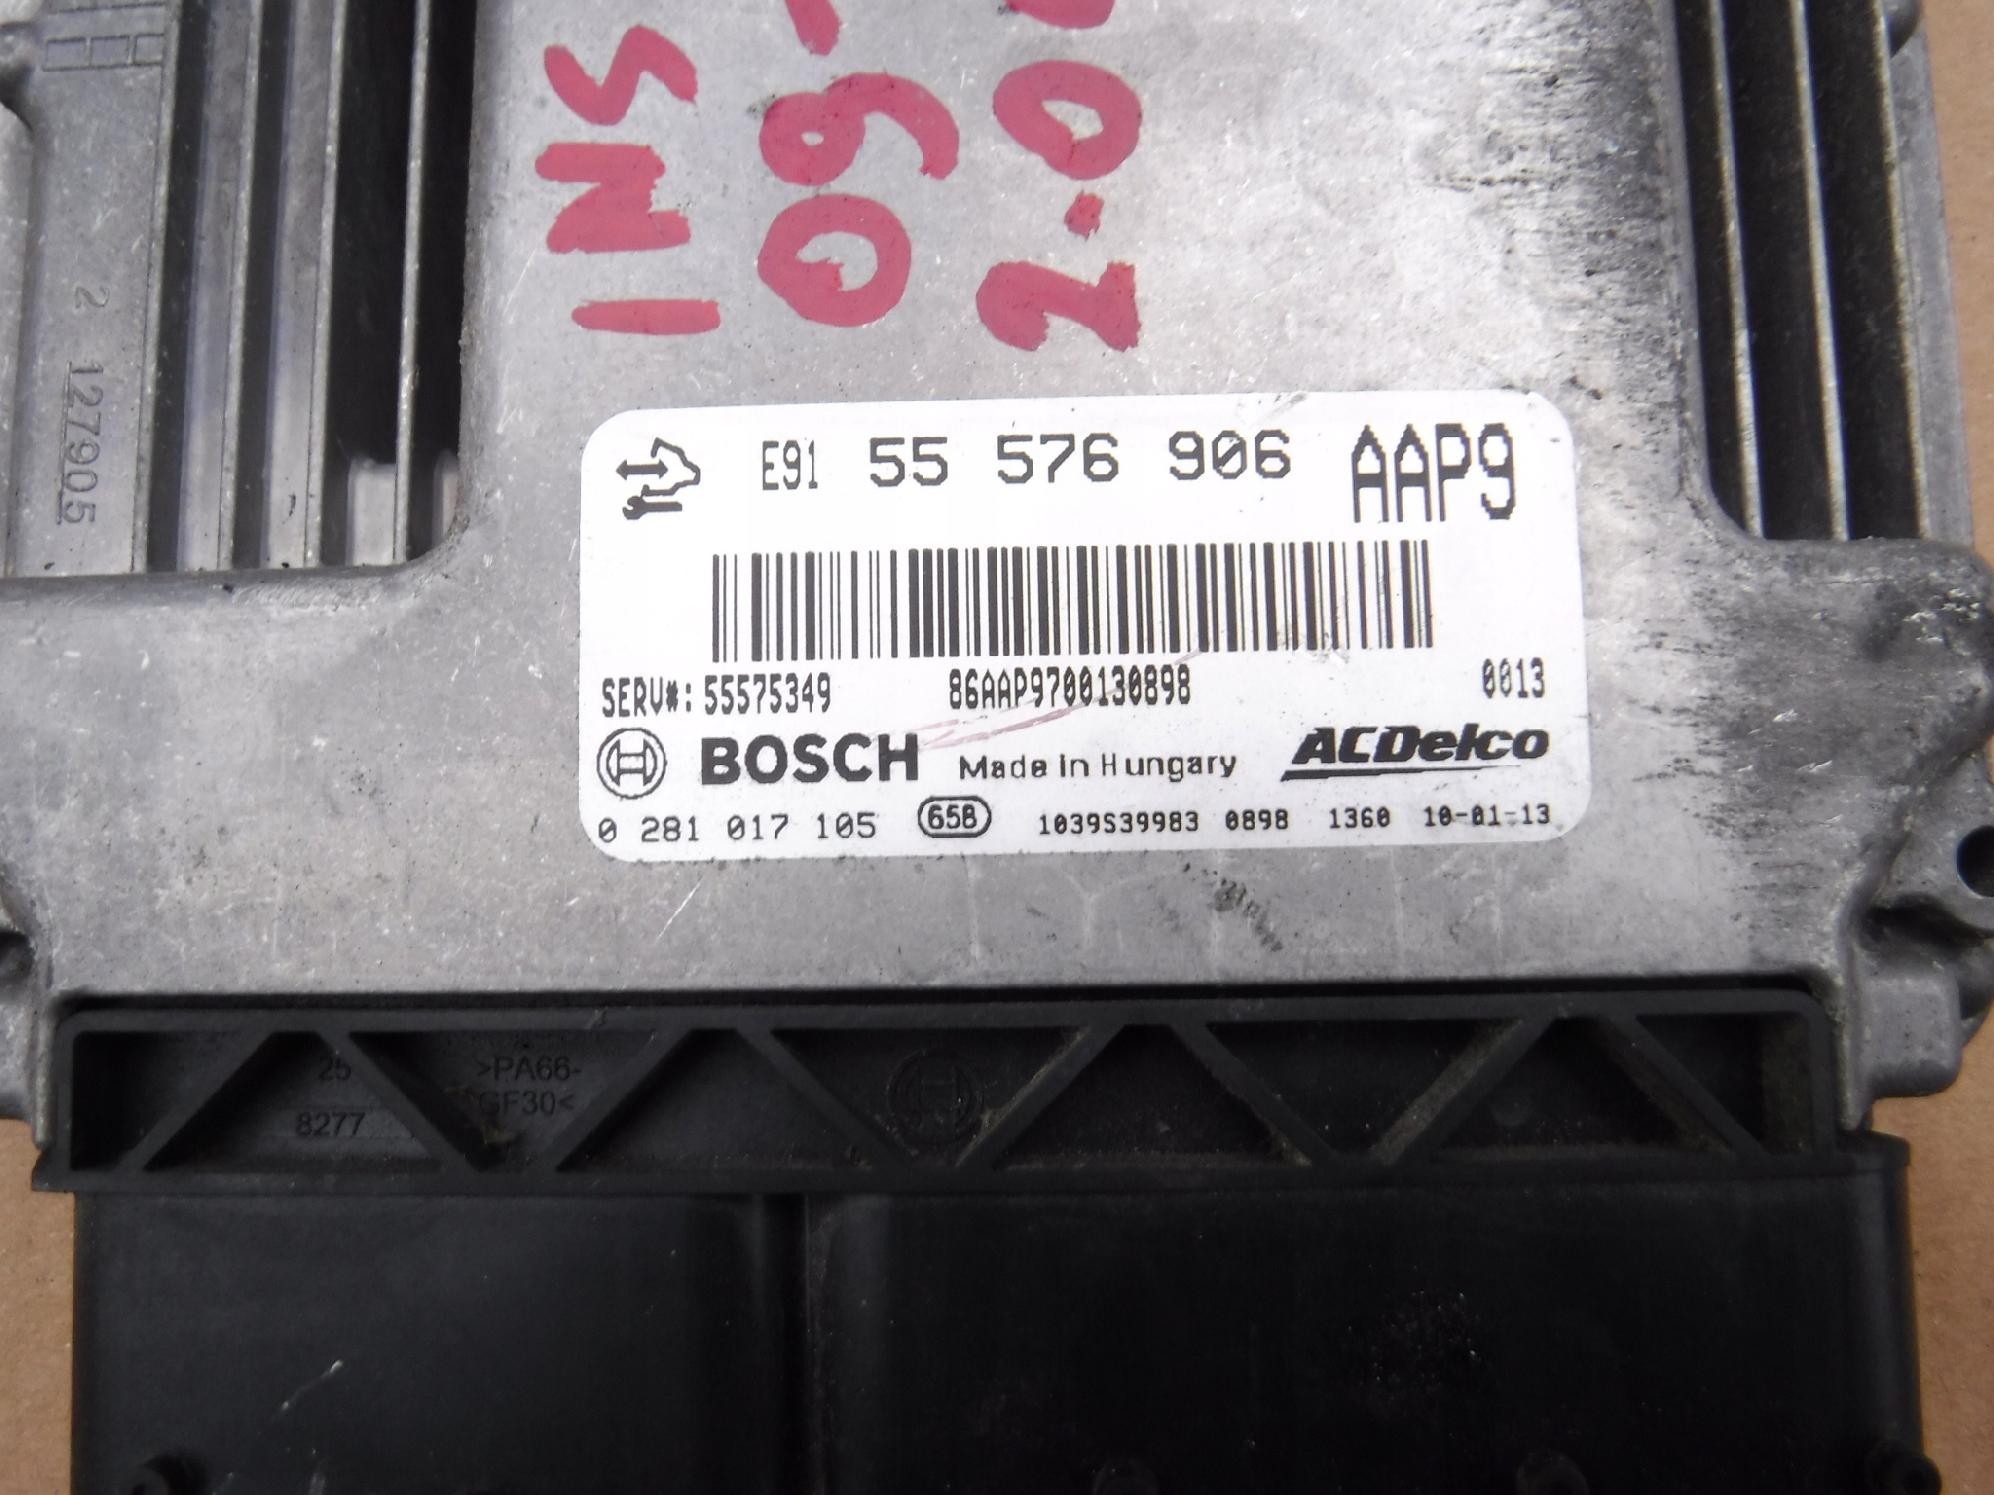 INS
09-
2.0
2 127905
E91 55 576 906 AAP9
SERV#: 55575349 86AAP9700130898 0013
BOSCH Made in Hungary ACDelco
0 281 017 105 65B 1039S39983 0898 1360 10-01-13
25 >PA66-
8277 GF30<